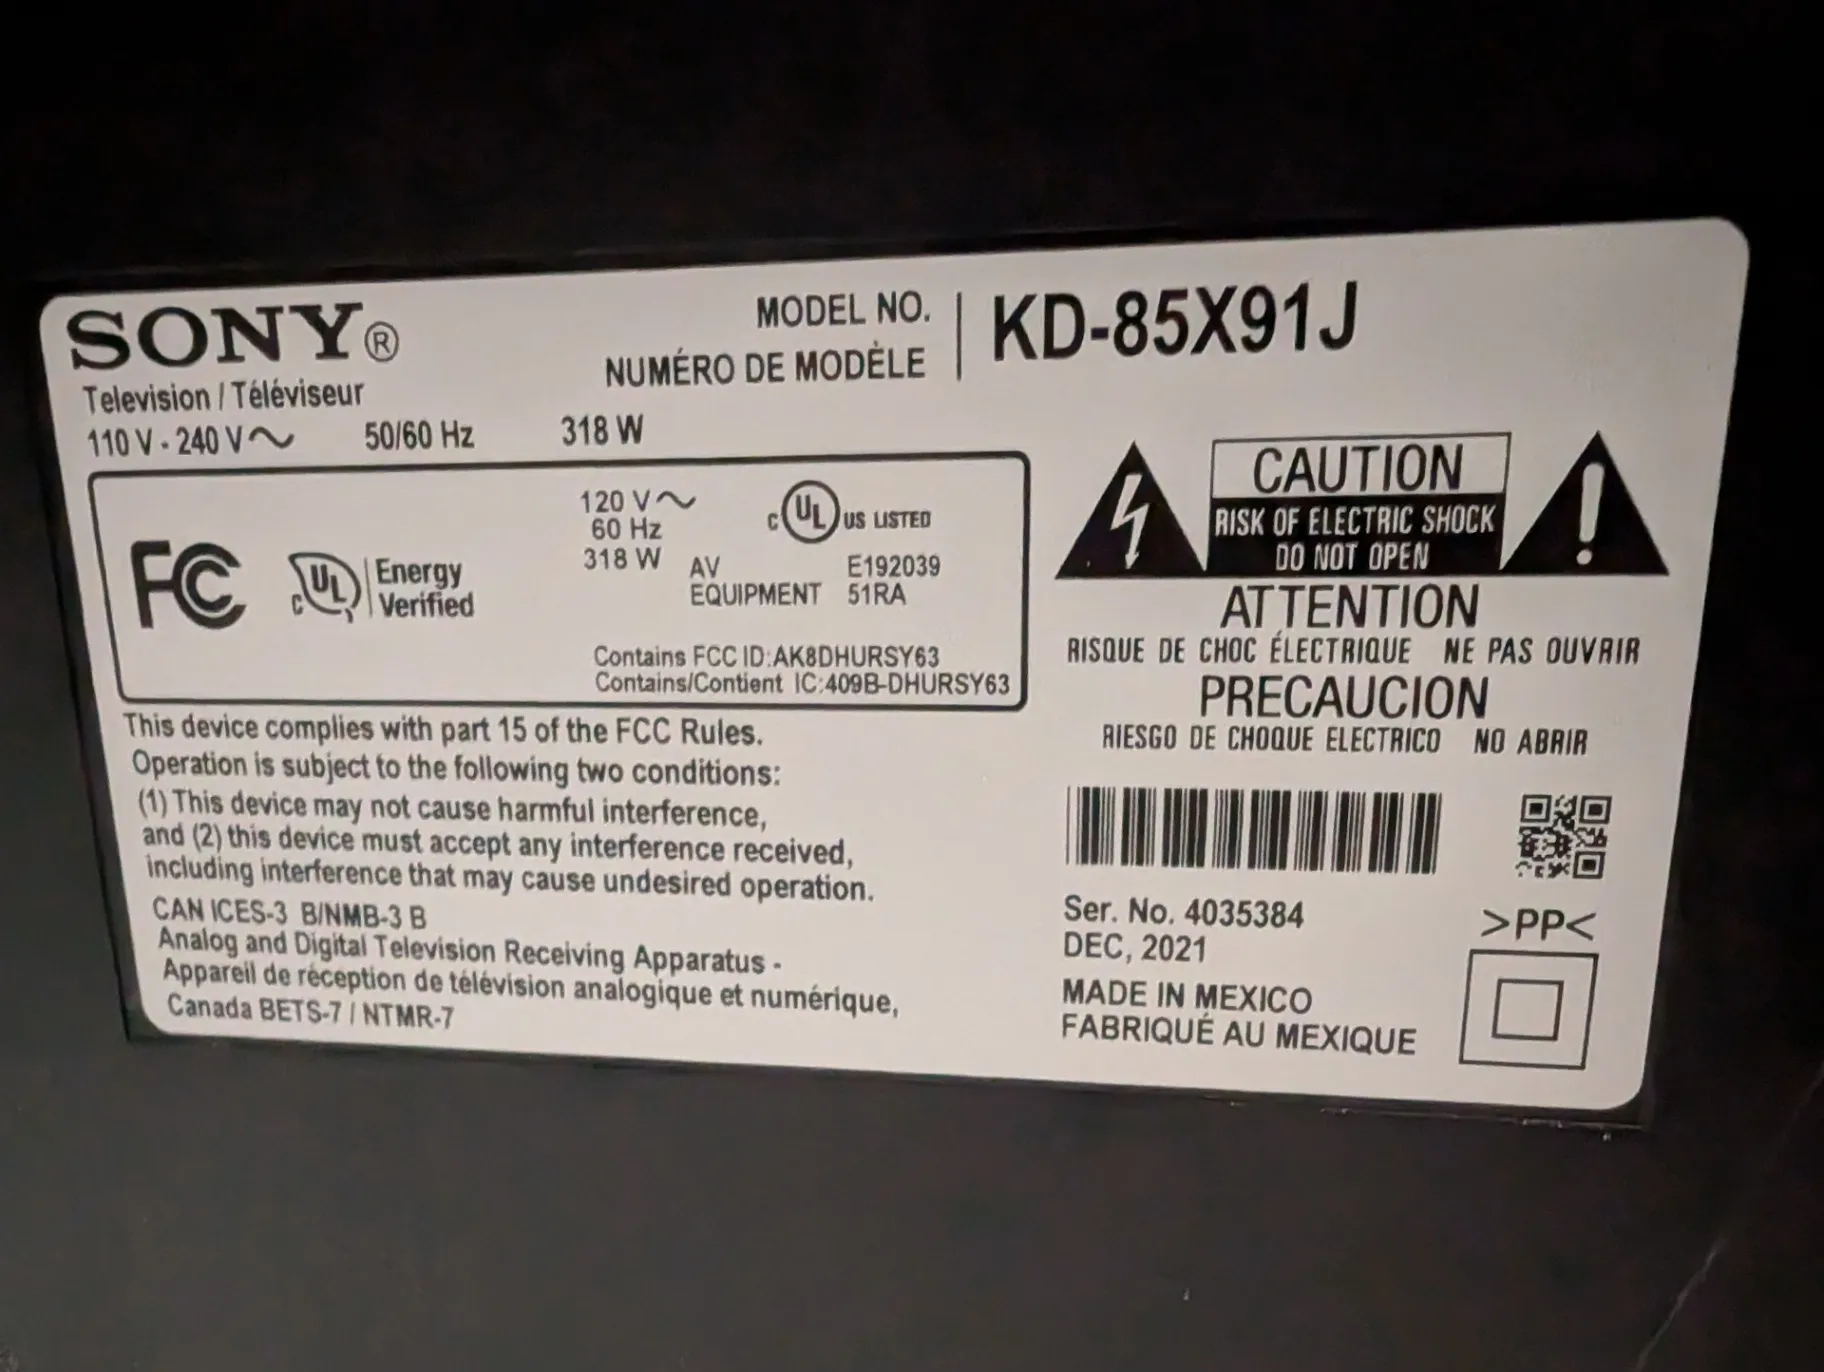 SONY®
Television / Téléviseur
110 V - 240 V~ 50/60 Hz 318 W
MODEL NO.
NUMÉRO DE MODÈLE
KD-85X91J
FC
c UL Energy
Verified
120 V~
60 Hz
318 W
c UL US LISTED
AV E192039
EQUIPMENT 51RA
Contains FCC ID:AK8DHURSY63
Contains/Contient IC:409B-DHURSY63
This device complies with part 15 of the FCC Rules.
Operation is subject to the following two conditions:
(1) This device may not cause harmful interference,
and (2) this device must accept any interference received,
including interference that may cause undesired operation.
CAN ICES-3 B/NMB-3 B
Analog and Digital Television Receiving Apparatus -
Appareil de réception de télévision analogique et numérique,
Canada BETS-7 / NTMR-7
CAUTION
RISK OF ELECTRIC SHOCK
DO NOT OPEN
ATTENTION
RISQUE DE CHOC ÉLECTRIQUE NE PAS OUVRIR
PRECAUCION
RIESGO DE CHOQUE ELECTRICO NO ABRIR
Ser. No. 4035384
DEC, 2021
>PP<
MADE IN MEXICO
FABRIQUÉ AU MEXIQUE